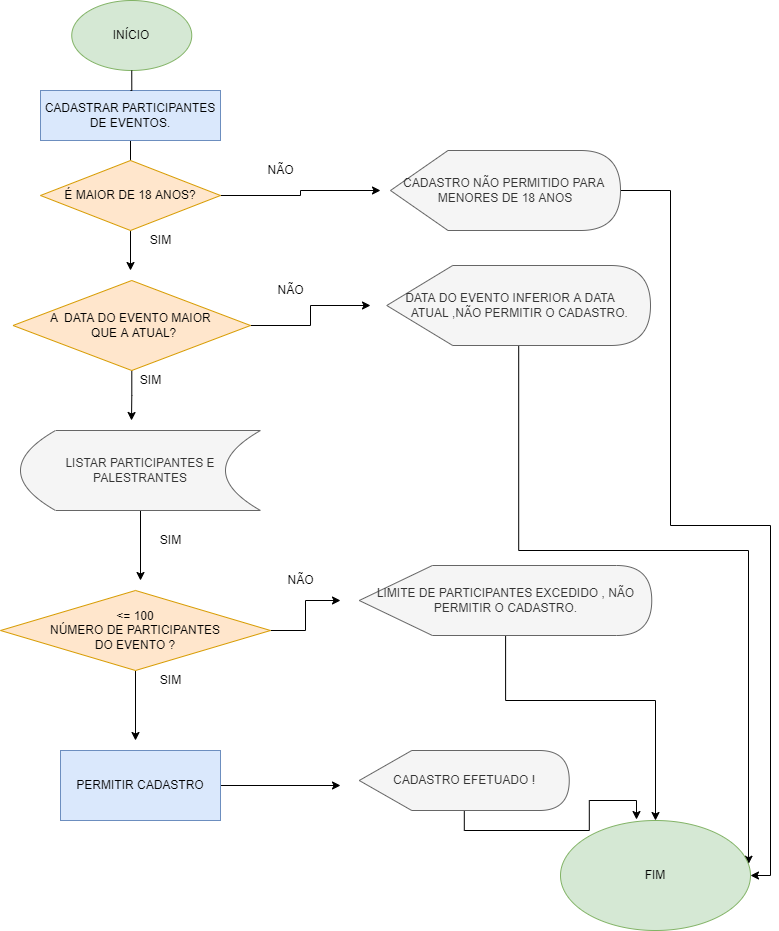 INÍCIO
CADASTRAR PARTICIPANTES
DE EVENTOS.
É MAIOR DE 18 ANOS?
NÃO
CADASTRO NÃO PERMITIDO PARA
MENORES DE 18 ANOS
SIM
A DATA DO EVENTO MAIOR
QUE A ATUAL?
NÃO
DATA DO EVENTO INFERIOR A DATA
ATUAL ,NÃO PERMITIR O CADASTRO.
SIM
LISTAR PARTICIPANTES E
PALESTRANTES
SIM
<= 100
NÚMERO DE PARTICIPANTES
DO EVENTO ?
NÃO
LIMITE DE PARTICIPANTES EXCEDIDO , NÃO
PERMITIR O CADASTRO.
SIM
PERMITIR CADASTRO
CADASTRO EFETUADO !
FIM